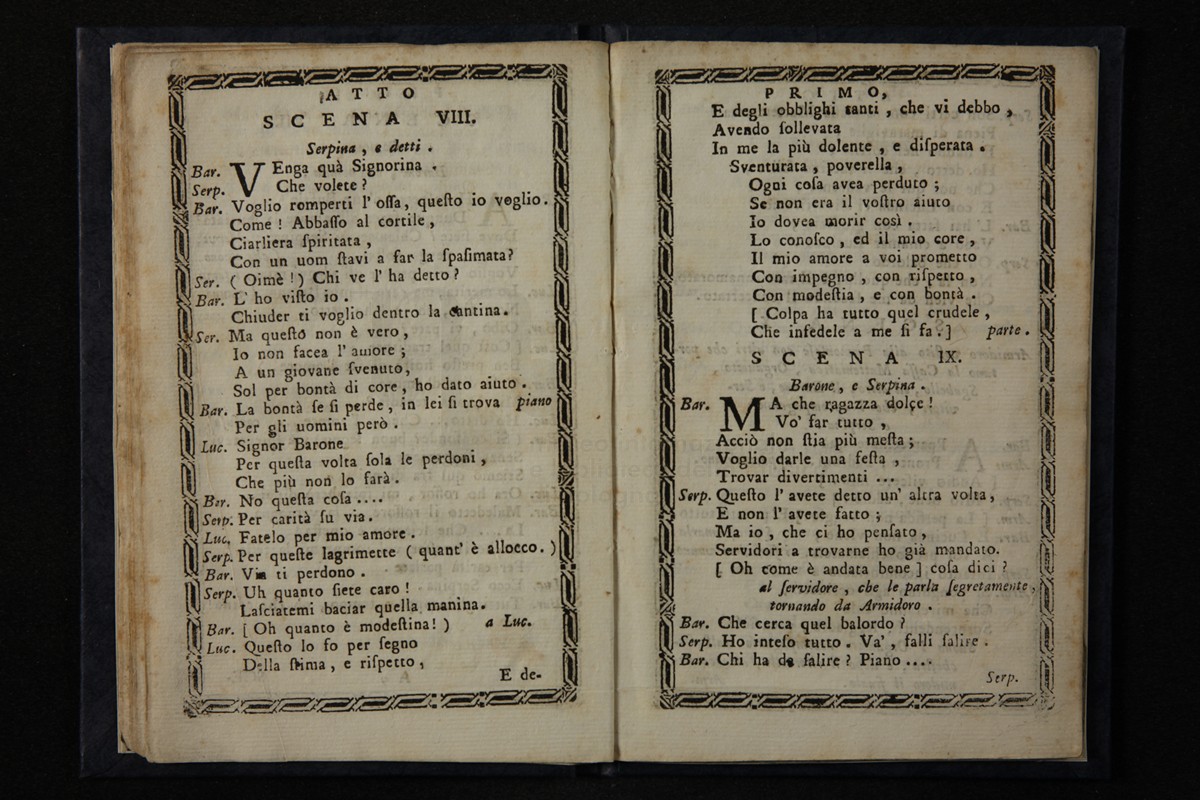 ATTO
SCENA VIII.
Serpina, e detti.
Bar. VEnga quà Signorina.
Serp. Che volete?
Bar. Voglio romperti l' oſſa, queſto io voglio.
Come! Abbaſſo al cortile,
Ciarliera ſpiritata,
Con un uom ſtavi a far la ſpaſimata?
Ser. (Oimè!) Chi ve l' ha detto?
Bar. L' ho viſto io.
Chiuder ti voglio dentro la cantina.
Ser. Ma queſto non è vero,
Io non facea l' amore;
A un giovane ſvenuto,
Sol per bontà di core, ho dato aiuto.
Bar. La bontà ſe ſi perde, in lei ſi trova piano
Per gli uomini però.
Luc. Signor Barone
Per queſta volta ſola le perdoni,
Che più non lo farà.
Bar. No queſta coſa....
Serp. Per carità ſu via.
Luc. Fatelo per mio amore.
Serp. Per queſte lagrimette (quant' è allocco.)
Bar. Via ti perdono.
Serp. Uh quanto ſiete caro!
Laſciatemi baciar quella manina.
Bar. [Oh quanto è modeſtina!) a Luc.
Luc. Queſto lo fo per ſegno
Della ſtima, e riſpetto,
E de-
PRIMO,
E degli obblighi tanti, che vi debbo,
Avendo ſollevata
In me la più dolente, e diſperata.
Sventurata, poverella,
Ogni coſa avea perduto;
Se non era il voſtro aiuto
Io dovea morir così.
Lo conoſco, ed il mio core,
Il mio amore a voi prometto
Con impegno, con riſpetto,
Con modeſtia, e con bontà.
[Colpa ha tutto quel crudele,
Che infedele a me ſi fa.] parte.
SCENA IX.
Barone, e Serpina.
Bar. MA che ragazza dolçe!
Vo' far tutto,
Acciò non ſtia più meſta;
Voglio darle una feſta,
Trovar divertimenti...
Serp. Queſto l' avete detto un' altra volta,
E non l' avete fatto;
Ma io, che ci ho penſato,
Servidori a trovarne ho già mandato.
[Oh come è andata bene] coſa dici?
al ſervidore, che le parla ſegretamente,
tornando da Armidoro.
Bar. Che cerca quel balordo?
Serp. Ho inteſo tutto. Va', falli ſalire.
Bar. Chi ha da ſalire? Piano....
Serp.